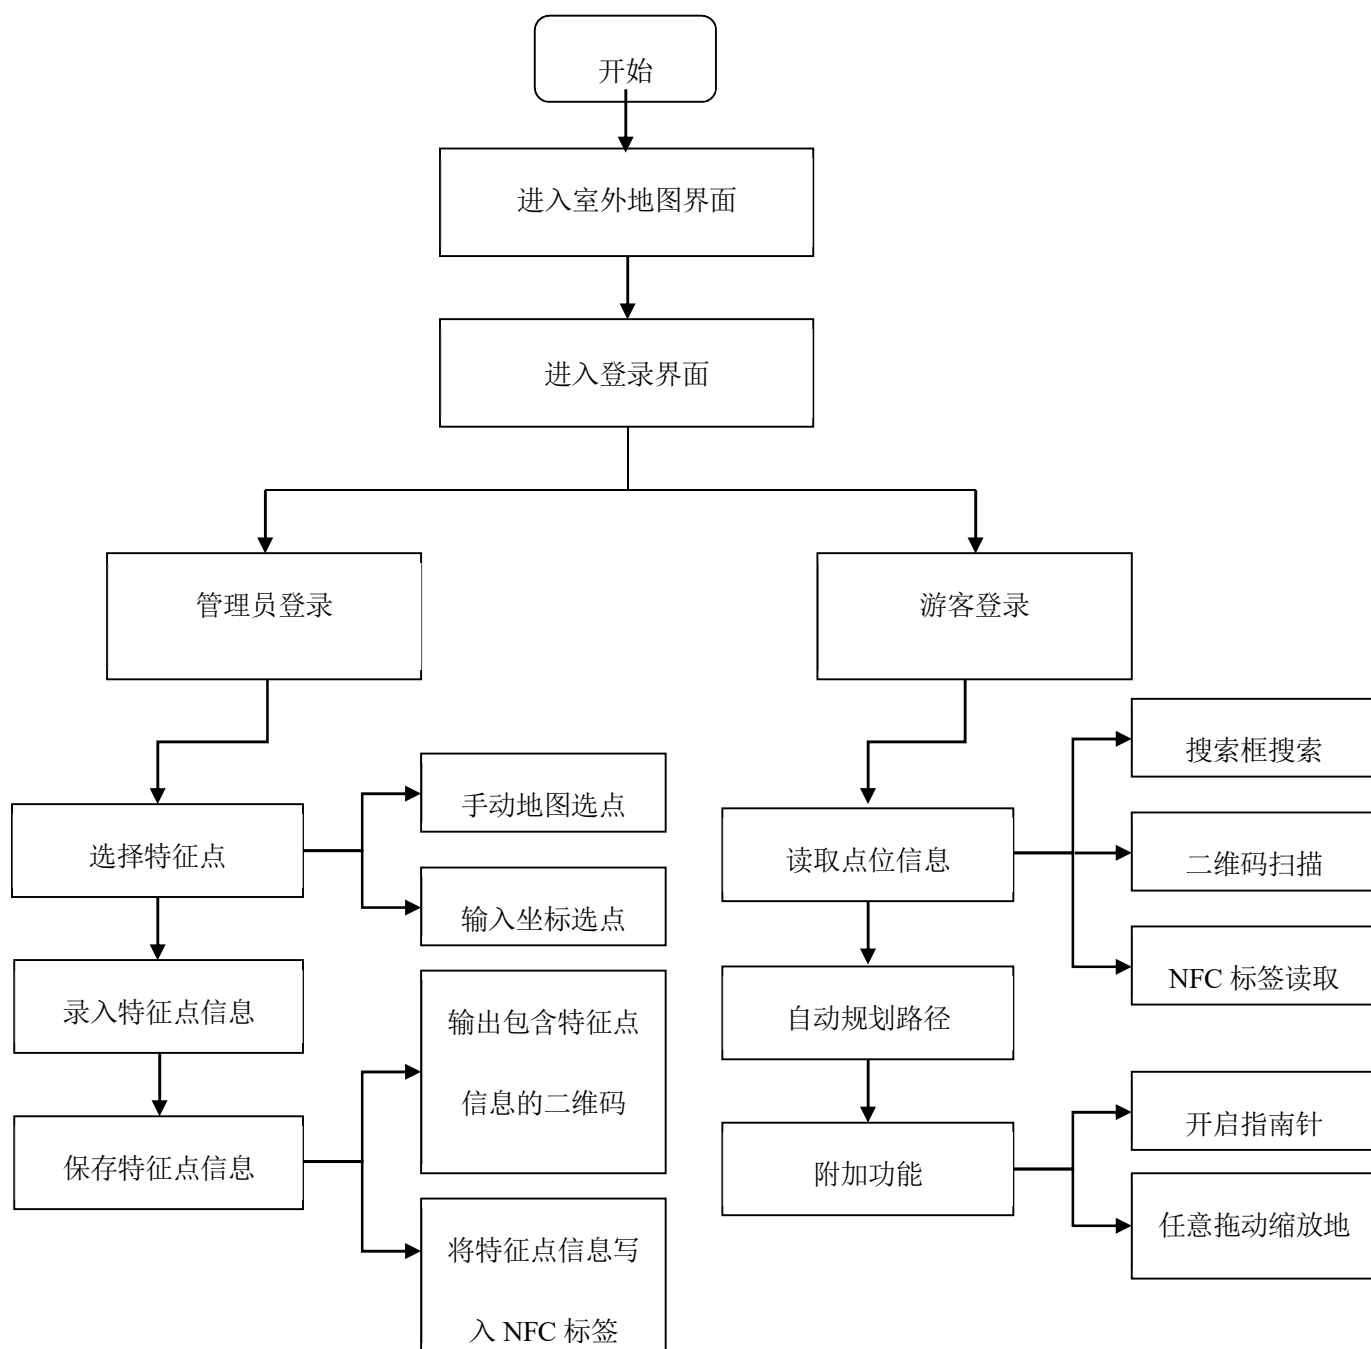 开始
进入室外地图界面
进入登录界面
管理员登录
游客登录
选择特征点
手动地图选点
输入坐标选点
录入特征点信息
保存特征点信息
输出包含特征点
信息的二维码
将特征点信息写
入 NFC 标签
读取点位信息
搜索框搜索
二维码扫描
NFC 标签读取
自动规划路径
附加功能
开启指南针
任意拖动缩放地